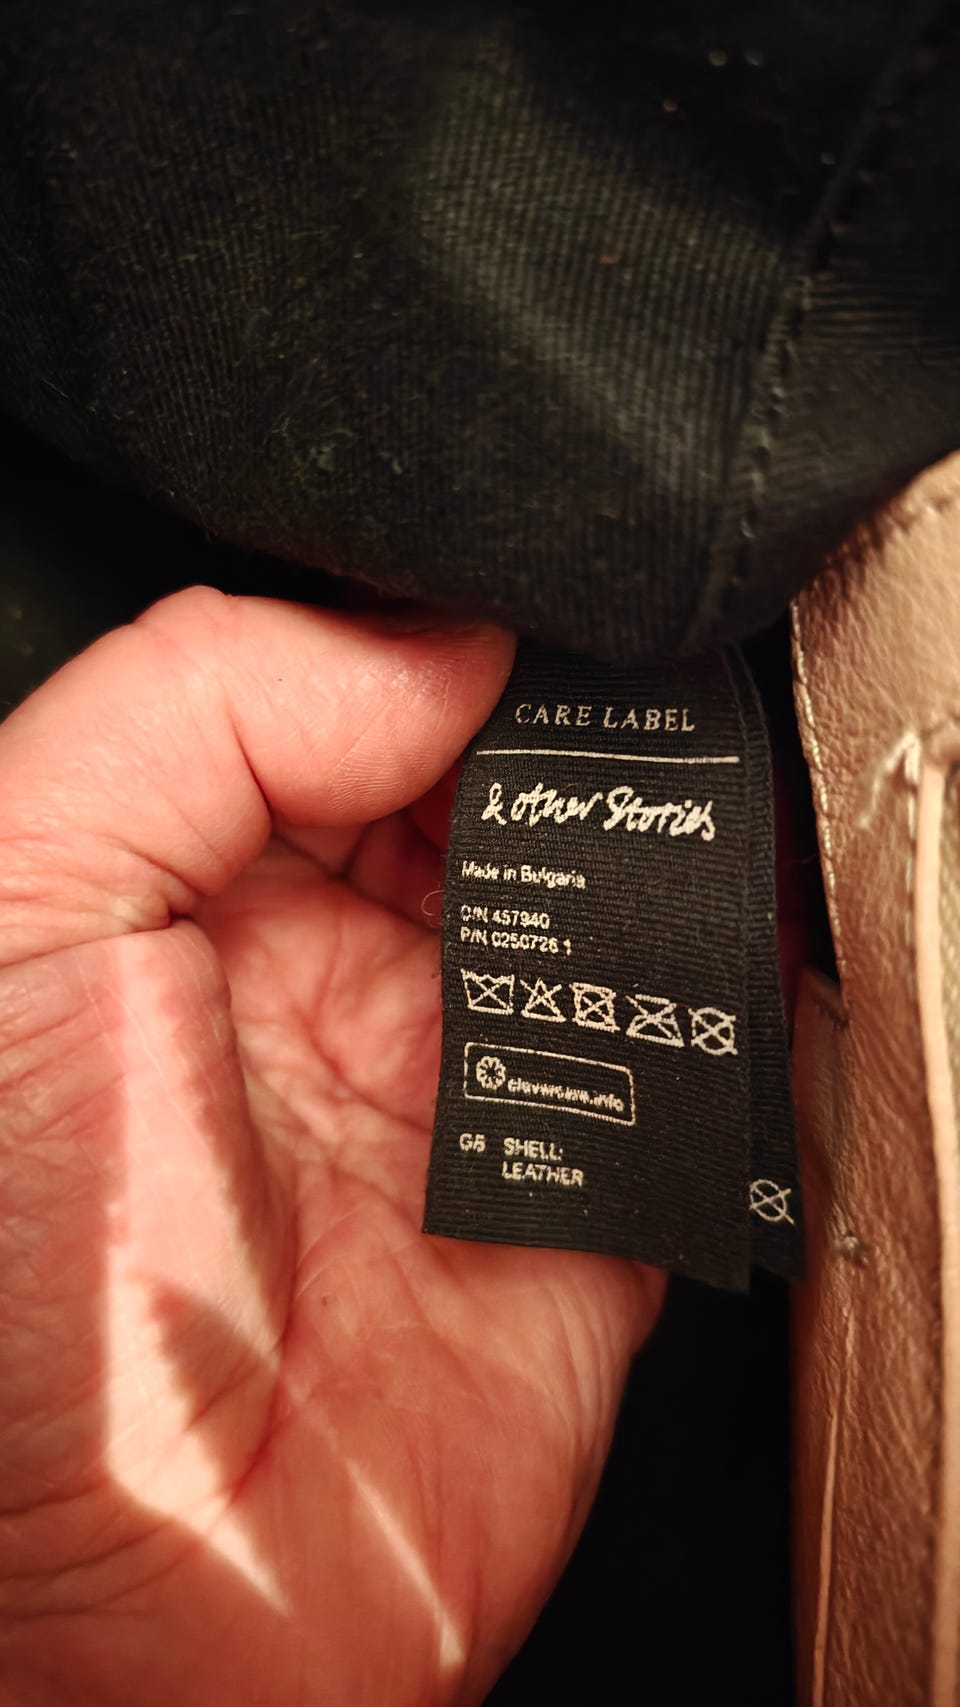 CARE LABEL
& other Stories
Made in Bulgaria
O/N 457940
P/N 0250726 1
clevercare.info
GB SHELL:
LEATHER